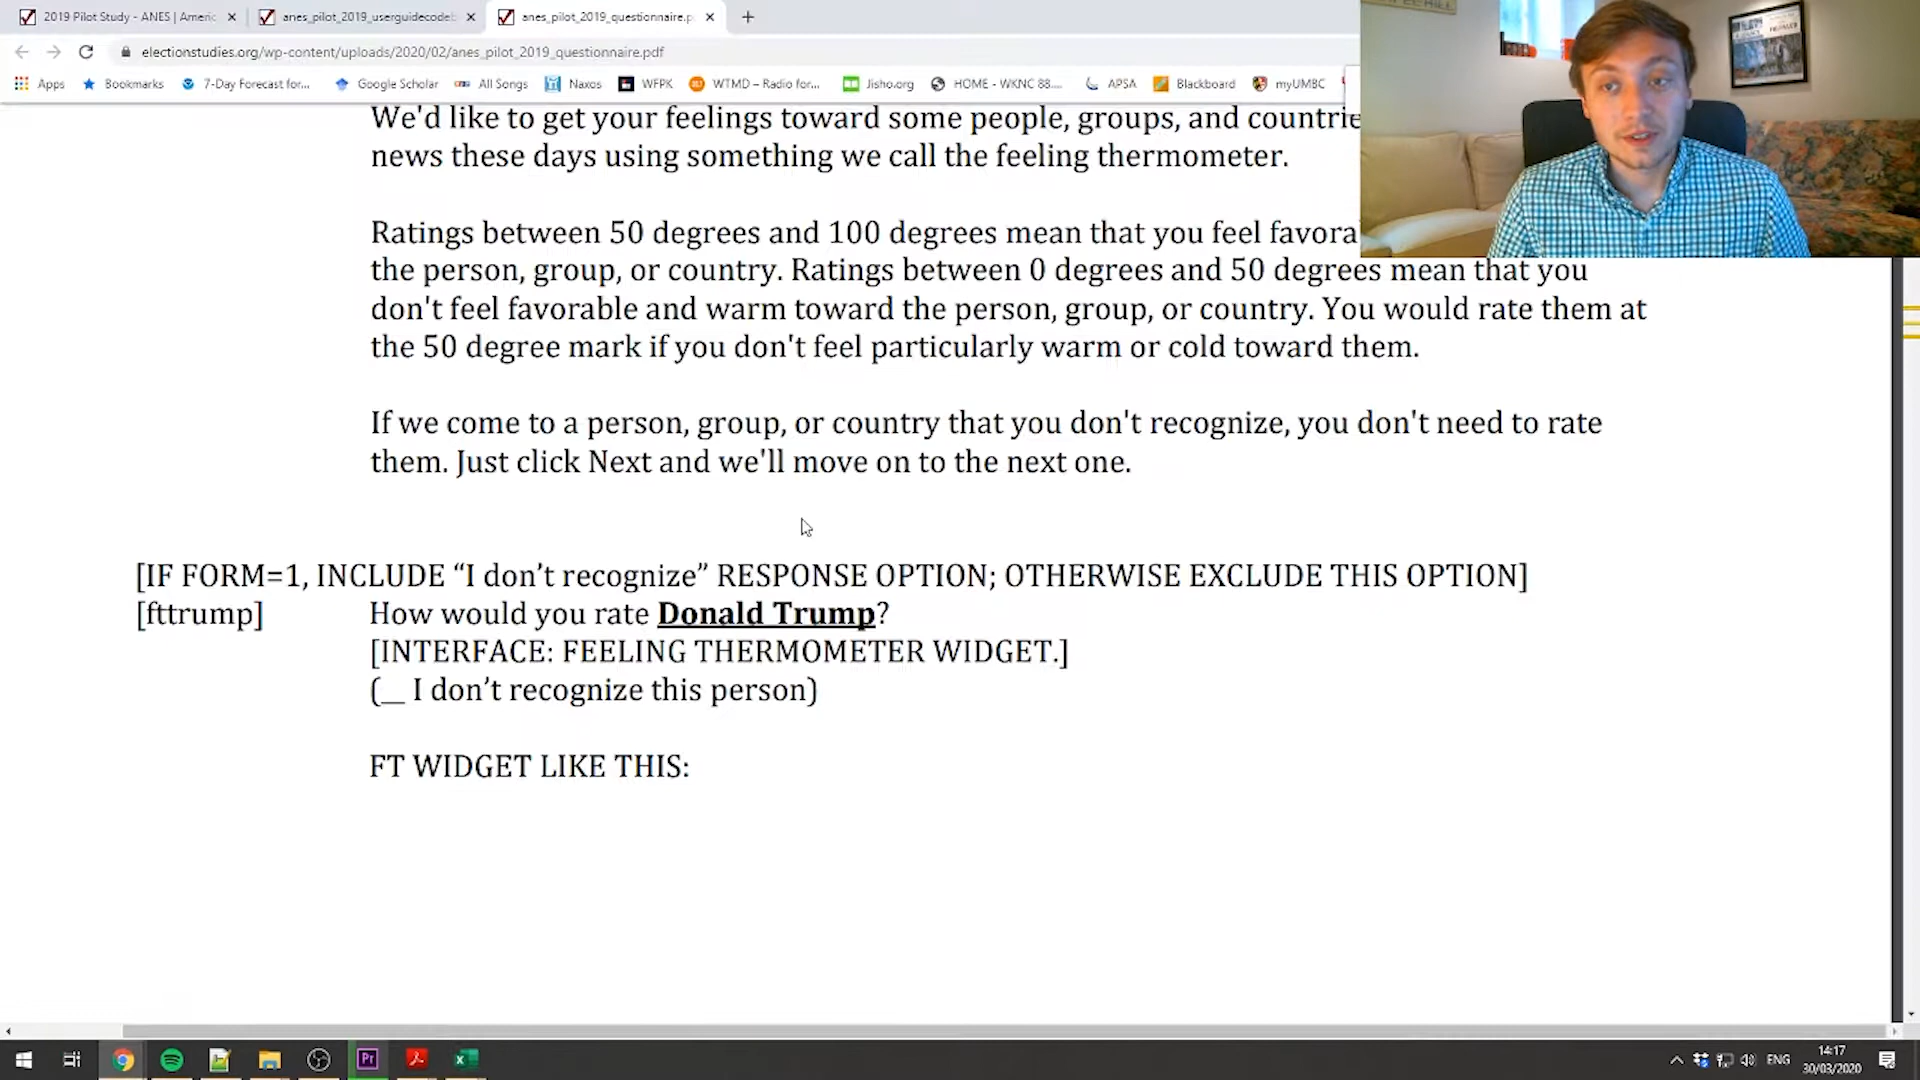 2019 Pilot Study - ANES | Americ
anes_pilot_2019_userguidecodeb
anes_pilot_2019_questionnaire.p
electionstudies.org/wp-content/uploads/2020/02/anes_pilot_2019_questionnaire.pdf
Apps Bookmarks 7-Day Forecast for... Google Scholar All Songs Naxos WFPK WTMD – Radio for... Jisho.org HOME - WKNC 88.... APSA Blackboard myUMBC
We'd like to get your feelings toward some people, groups, and countrie
news these days using something we call the feeling thermometer.
Ratings between 50 degrees and 100 degrees mean that you feel favora
the person, group, or country. Ratings between 0 degrees and 50 degrees mean that you
don't feel favorable and warm toward the person, group, or country. You would rate them at
the 50 degree mark if you don't feel particularly warm or cold toward them.
If we come to a person, group, or country that you don't recognize, you don't need to rate
them. Just click Next and we'll move on to the next one.
[IF FORM=1, INCLUDE “I don’t recognize” RESPONSE OPTION; OTHERWISE EXCLUDE THIS OPTION]
[fttrump] How would you rate Donald Trump?
[INTERFACE: FEELING THERMOMETER WIDGET.]
(__ I don’t recognize this person)
FT WIDGET LIKE THIS:
Pr
ENG
14:17
30/03/2020